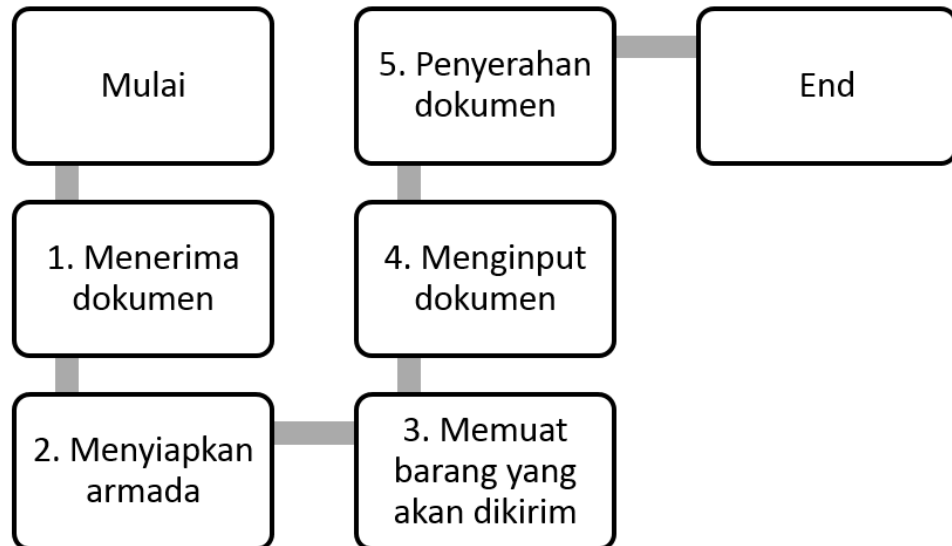 Mulai
1. Menerima
dokumen
2. Menyiapkan
armada
3. Memuat
barang yang
akan dikirim
4. Menginput
dokumen
5. Penyerahan
dokumen
End